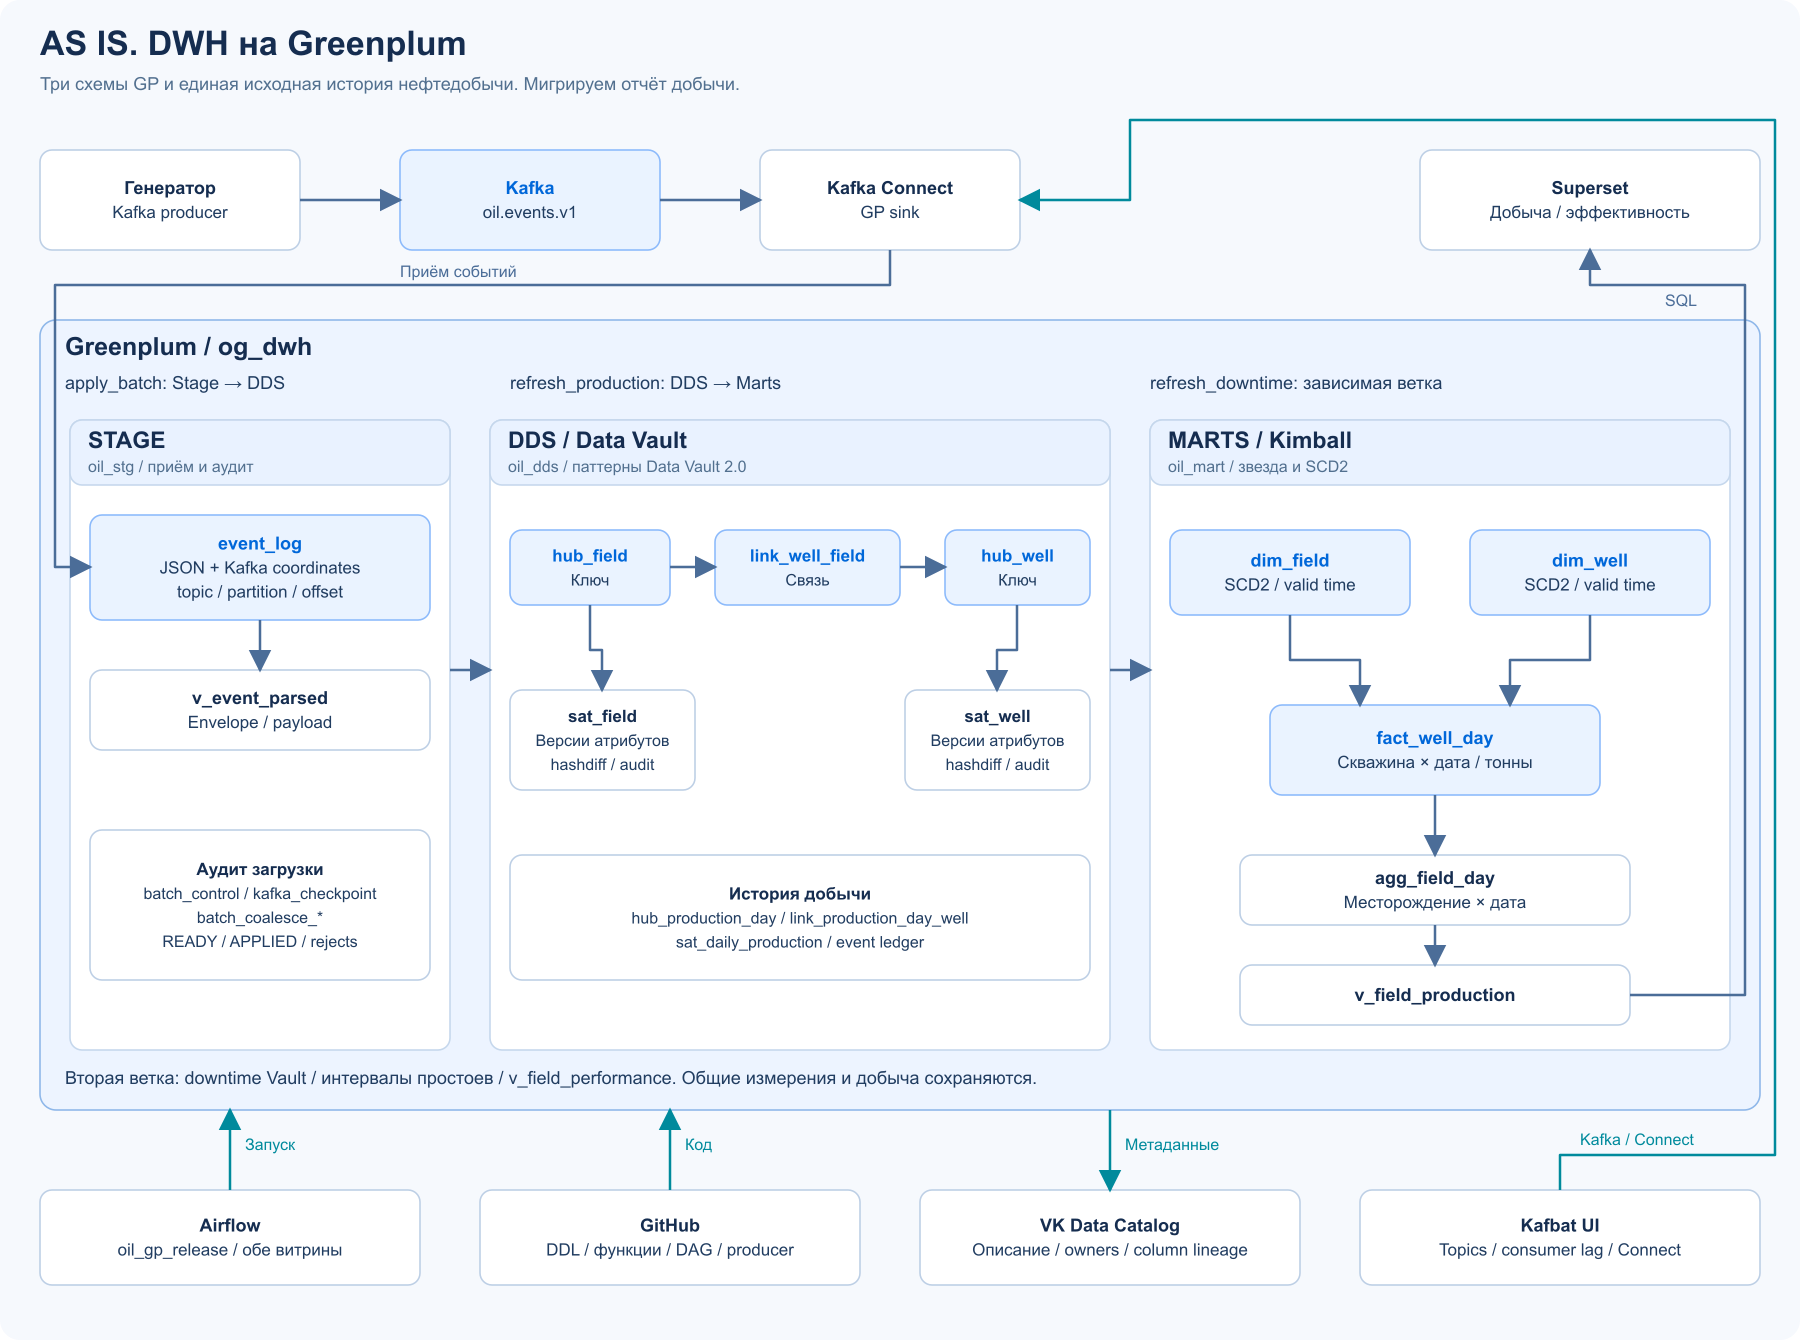 AS IS. DWH на Greenplum
Три схемы GP и единая исходная история нефтедобычи. Мигрируем отчёт добычи.
Генератор
Kafka producer
Kafka
oil.events.v1
Kafka Connect
GP sink
Superset
Добыча / эффективность
Приём событий
SQL
Greenplum / og_dwh
apply_batch: Stage → DDS
refresh_production: DDS → Marts
refresh_downtime: зависимая ветка
STAGE
oil_stg / приём и аудит
event_log
JSON + Kafka coordinates
topic / partition / offset
v_event_parsed
Envelope / payload
Аудит загрузки
batch_control / kafka_checkpoint
batch_coalesce_*
READY / APPLIED / rejects
DDS / Data Vault
oil_dds / паттерны Data Vault 2.0
hub_field
Ключ
link_well_field
Связь
hub_well
Ключ
sat_field
Версии атрибутов
hashdiff / audit
sat_well
Версии атрибутов
hashdiff / audit
История добычи
hub_production_day / link_production_day_well
sat_daily_production / event ledger
MARTS / Kimball
oil_mart / звезда и SCD2
dim_field
SCD2 / valid time
dim_well
SCD2 / valid time
fact_well_day
Скважина × дата / тонны
agg_field_day
Месторождение × дата
v_field_production
Вторая ветка: downtime Vault / интервалы простоев / v_field_performance. Общие измерения и добыча сохраняются.
Запуск
Код
Метаданные
Kafka / Connect
Airflow
oil_gp_release / обе витрины
GitHub
DDL / функции / DAG / producer
VK Data Catalog
Описание / owners / column lineage
Kafbat UI
Topics / consumer lag / Connect